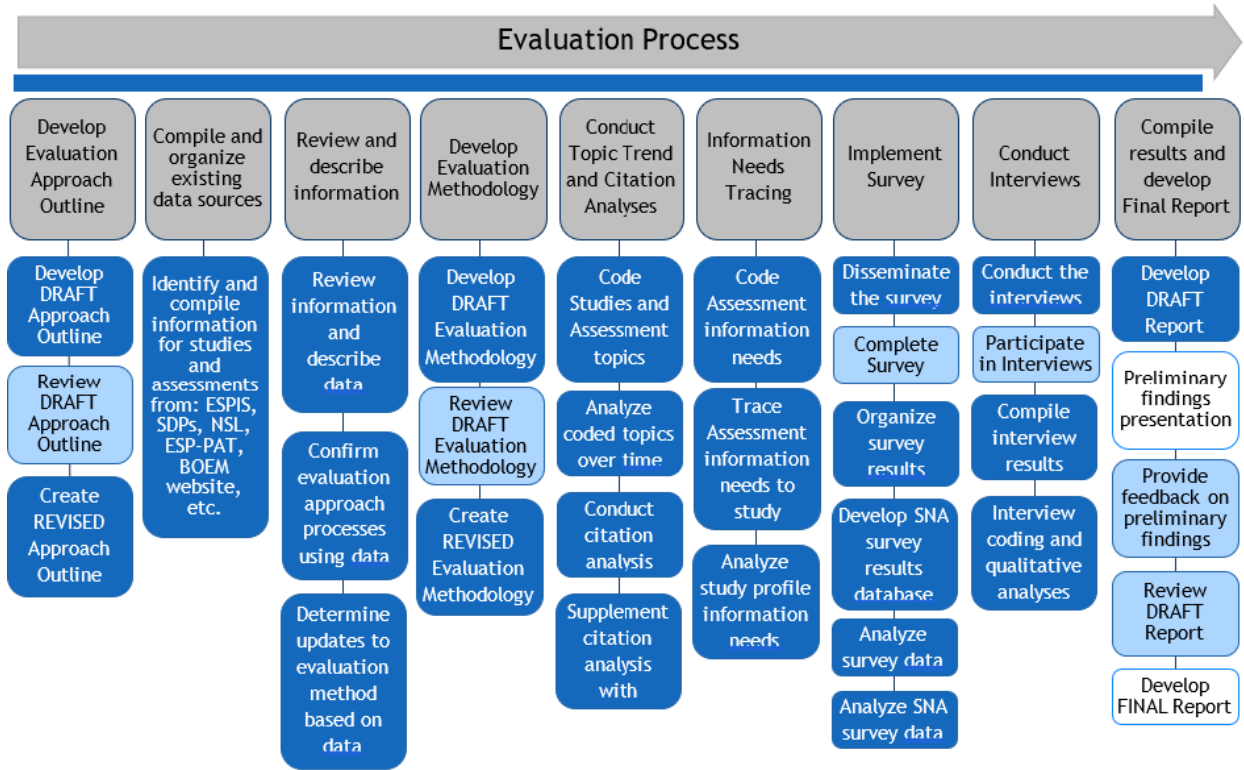 Evaluation Process
Develop
Evaluation
Approach
Outline
Compile and
organize
existing
data sources
Review and
describe
information
Develop
Evaluation
Methodology
Conduct
Topic Trend
and Citation
Analyses
Information
Needs
Tracing
Implement
Survey
Conduct
Interviews
Compile
results and
develop
Final Report
Develop
DRAFT
Approach
Outline
Review
DRAFT
Approach
Outline
Create
REVISED
Approach
Outline
Identify and
compile
information
for studies
and
assessments
from: ESPIS,
SDPs, NSL,
ESP-PAT,
BOEM
website,
etc.
Review
information
and
describe
data
Confirm
evaluation
approach
processes
using data
Determine
updates to
evaluation
method
based on
data
Develop
DRAFT
Evaluation
Methodology
Review
DRAFT
Evaluation
Methodology
Create
REVISED
Evaluation
Methodology
Code
Studies and
Assessment
topics
Analyze
coded topics
over time
Conduct
citation
analysis
Supplement
citation
analysis
with
Code
Assessment
information
needs
Trace
Assessment
information
needs to
study
Analyze
study profile
information
needs
Disseminate
the survey
Complete
Survey
Organize
survey
results
Develop SNA
survey
results
database
Analyze
survey data
Analyze SNA
survey data
Conduct the
interviews
Participate
in Interviews
Compile
interview
results
Interview
coding and
qualitative
analyses
Develop
DRAFT
Report
Preliminary
findings
presentation
Provide
feedback on
preliminary
findings
Review
DRAFT
Report
Develop
FINAL Report